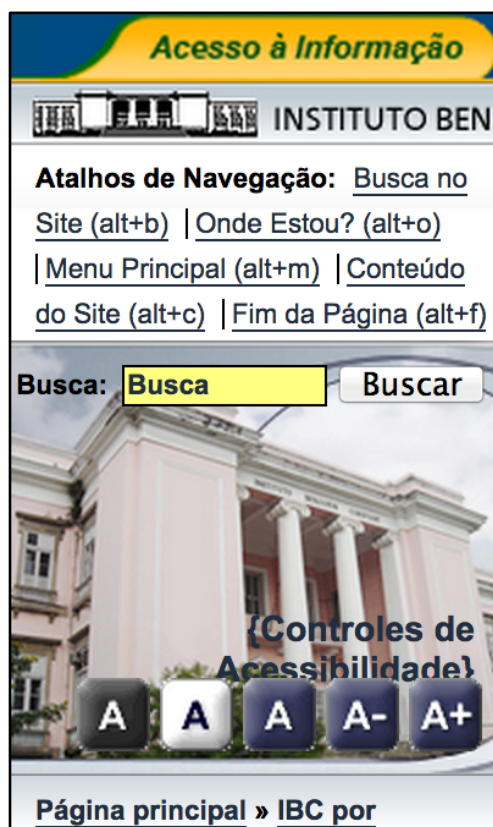 Acesso à Informação
INSTITUTO BEN
Atalhos de Navegação: Busca no
Site (alt+b) | Onde Estou? (alt+o)
| Menu Principal (alt+m) | Conteúdo
do Site (alt+c) | Fim da Página (alt+f)
Busca: Busca Buscar
{Controles de
Acessibilidade}
A A A A- A+
Página principal » IBC por